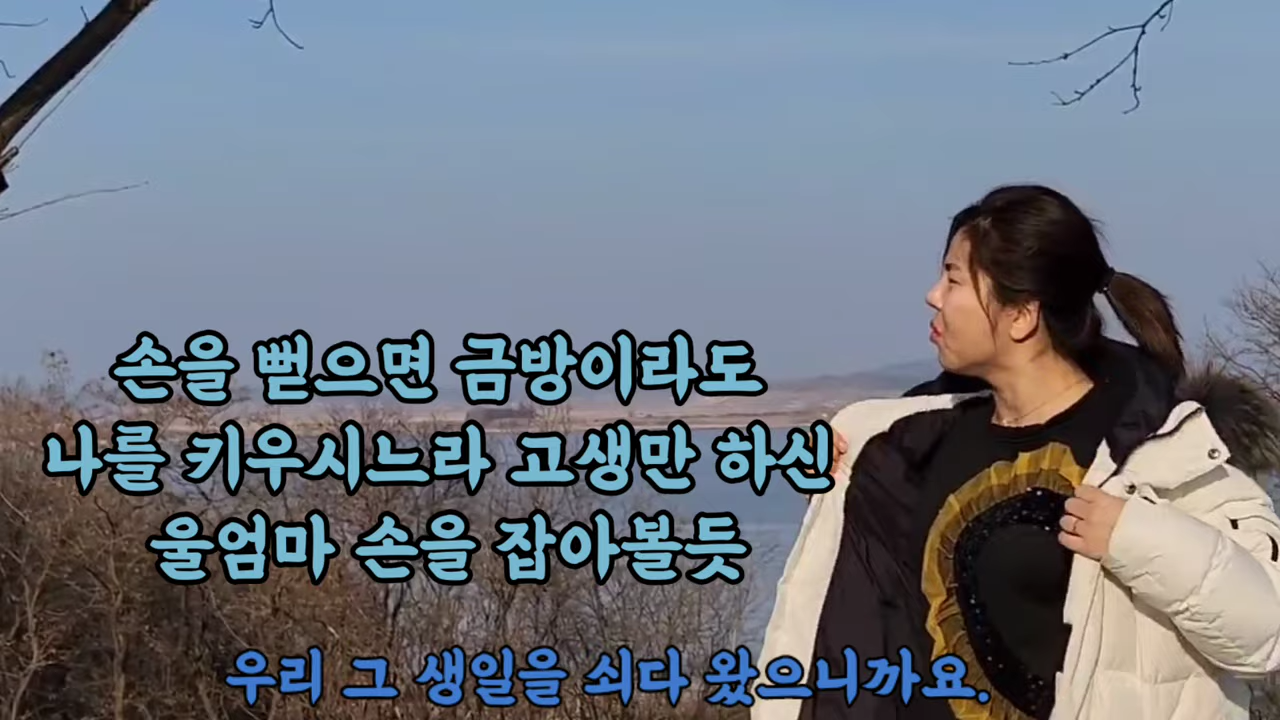 손을 뻗으면 금방이라도
나를 키우시느라 고생만 하신
울엄마 손을 잡아볼듯
우리 그 생일을 쇠다 왔으니까요.